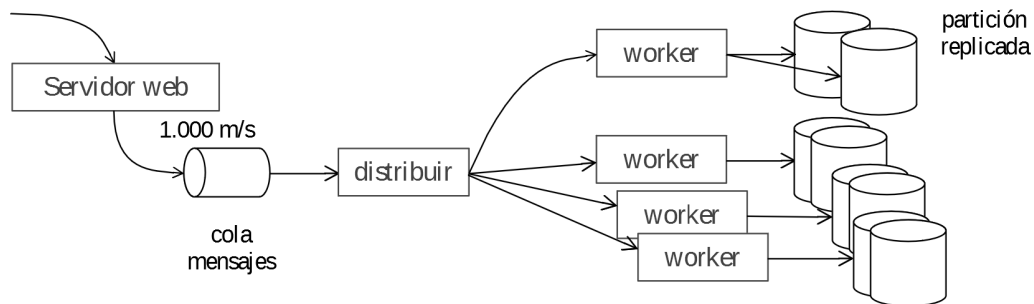 partición
replicada
worker
Servidor web
1.000 m/s
distribuir
worker
worker
worker
cola
mensajes